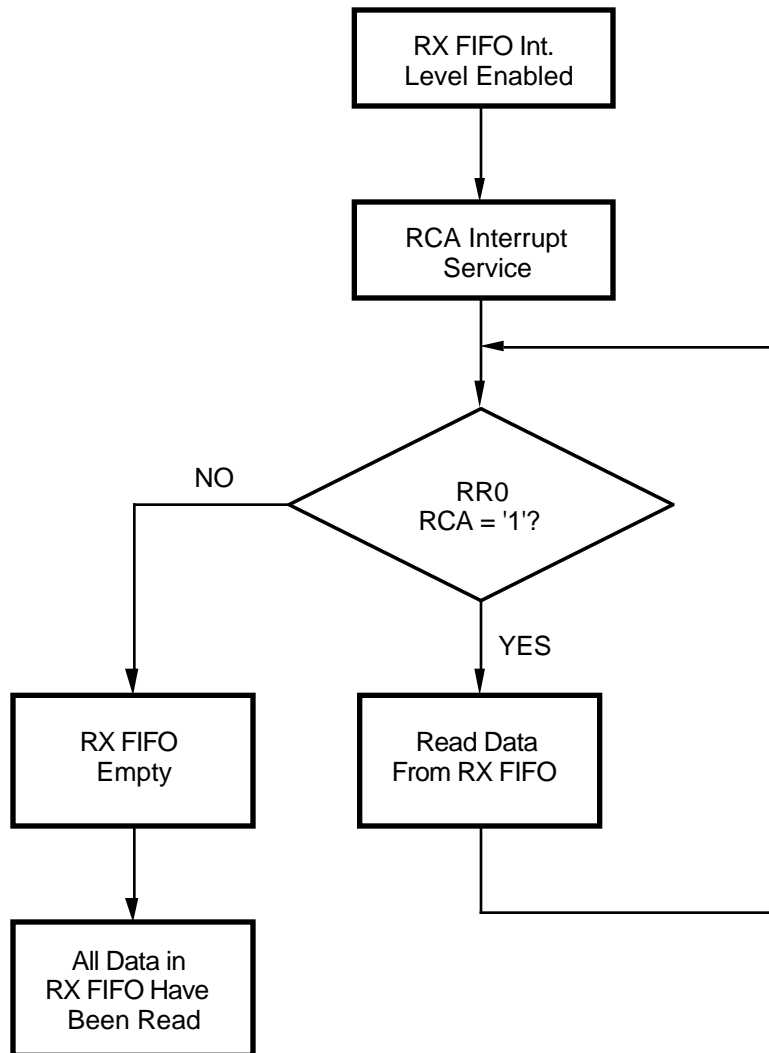 RX FIFO Int.
Level Enabled
RCA Interrupt
Service
RR0
RCA = '1'?
NO
YES
RX FIFO
Empty
Read Data
From RX FIFO
All Data in
RX FIFO Have
Been Read